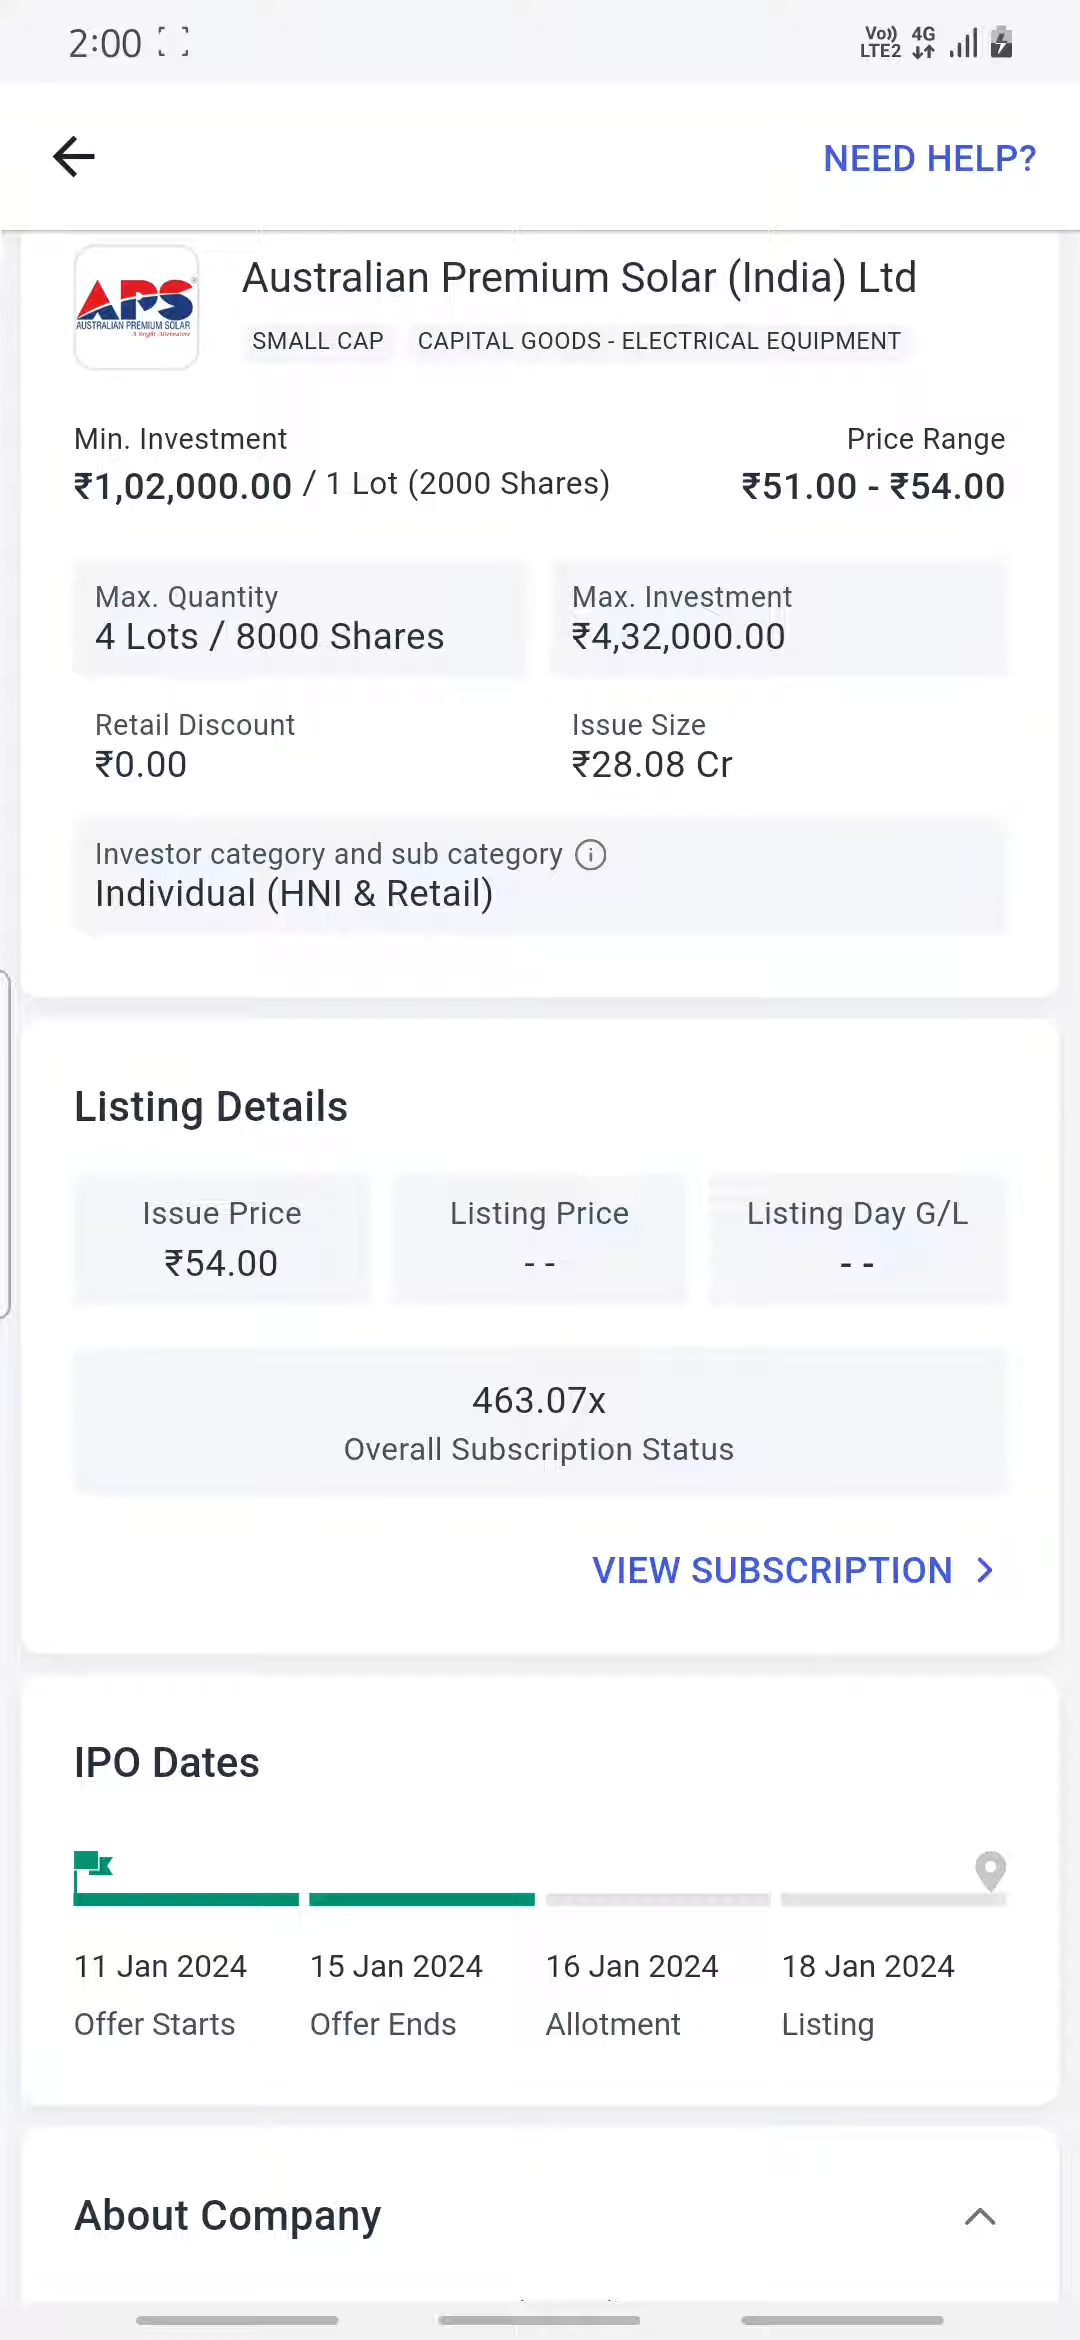 2:00
Vo)) 4G
LTE2
NEED HELP?
APS
AUSTRALIAN PREMIUM SOLAR
A Bright Alternative
Australian Premium Solar (India) Ltd
SMALL CAP CAPITAL GOODS - ELECTRICAL EQUIPMENT
Min. Investment Price Range
₹1,02,000.00 / 1 Lot (2000 Shares) ₹51.00 - ₹54.00
Max. Quantity Max. Investment
4 Lots / 8000 Shares ₹4,32,000.00
Retail Discount Issue Size
₹0.00 ₹28.08 Cr
Investor category and sub category
Individual (HNI & Retail)
Listing Details
Issue Price Listing Price Listing Day G/L
₹54.00 - - - -
463.07x
Overall Subscription Status
VIEW SUBSCRIPTION
IPO Dates
11 Jan 2024 15 Jan 2024 16 Jan 2024 18 Jan 2024
Offer Starts Offer Ends Allotment Listing
About Company